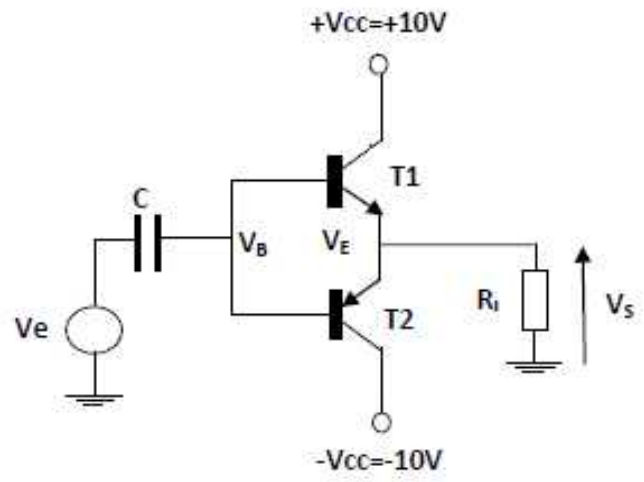 +Vcc=+10V
T1
C
VB
VE
Ve
Rl
VS
T2
-Vcc=-10V